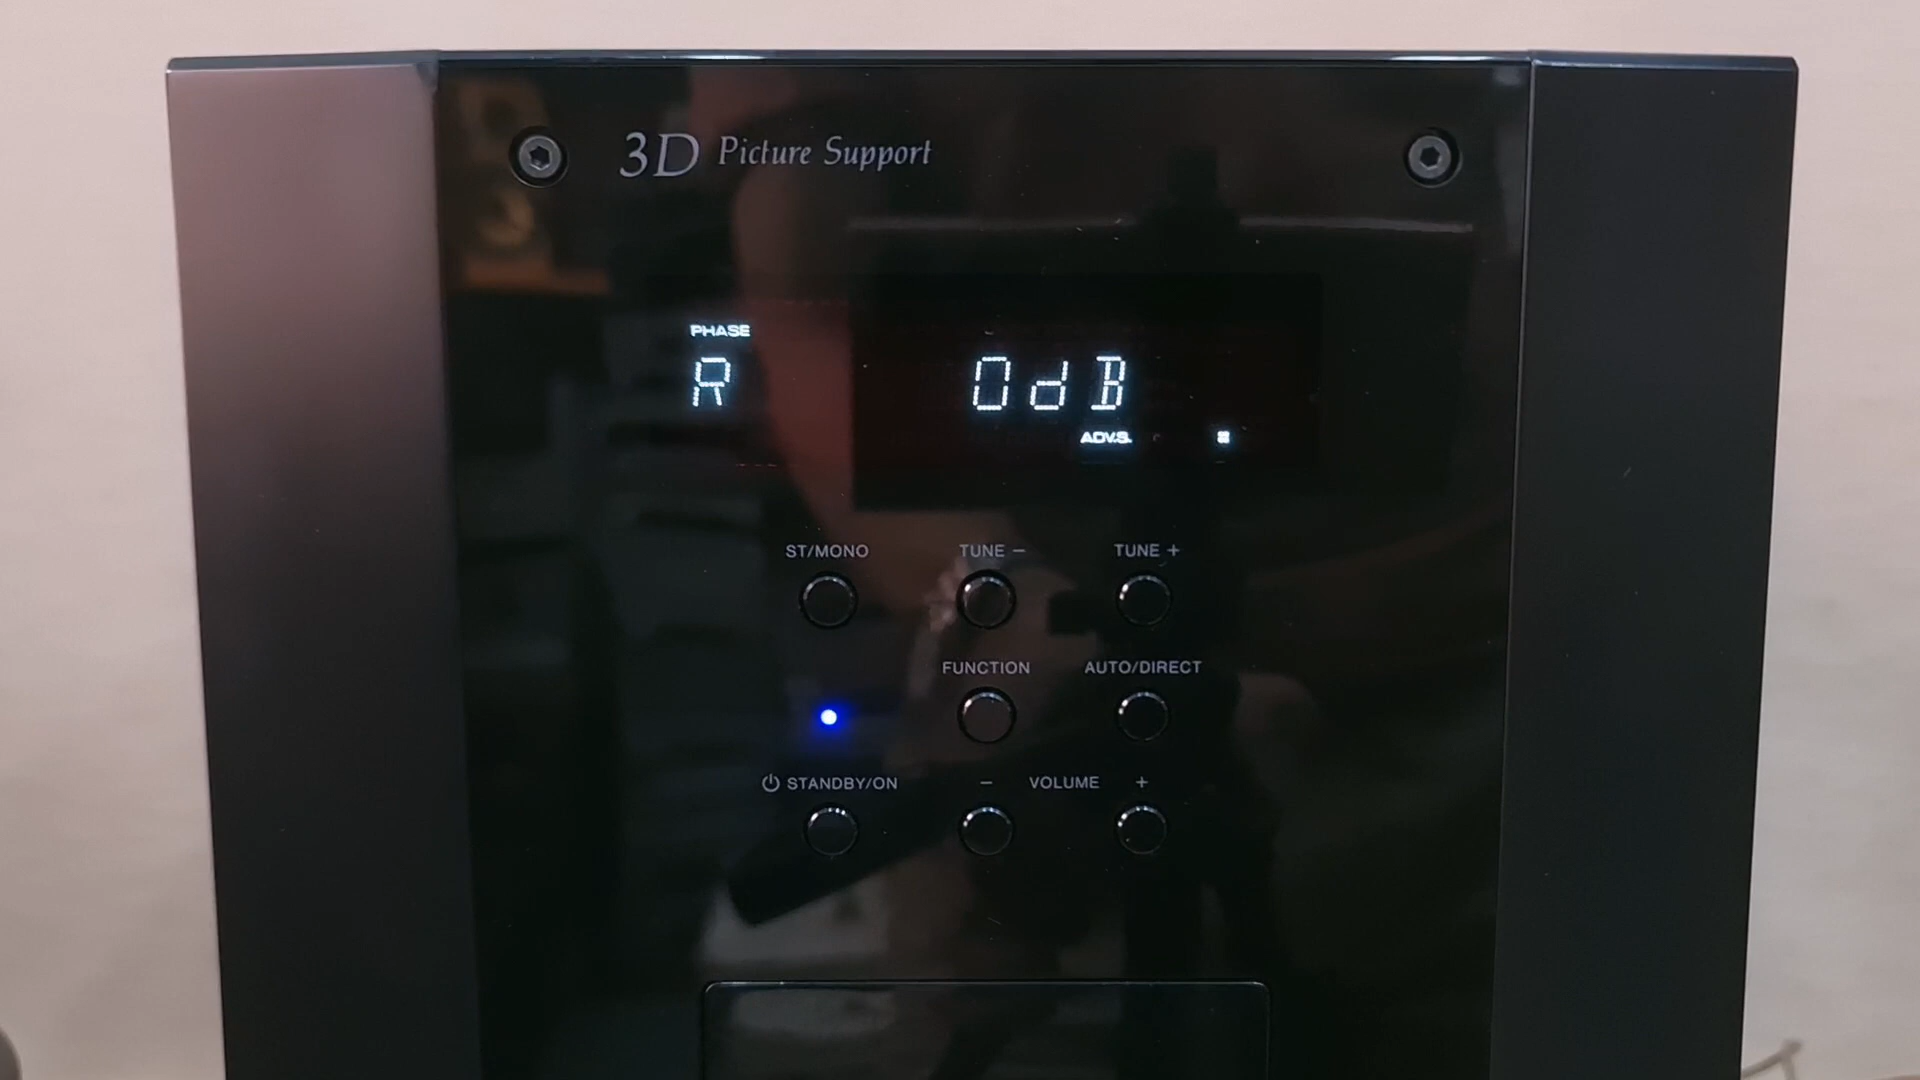 3D Picture Support
PHASE
R 0dB
ADV.S.
ST/MONO TUNE − TUNE +
FUNCTION AUTO/DIRECT
STANDBY/ON − VOLUME +